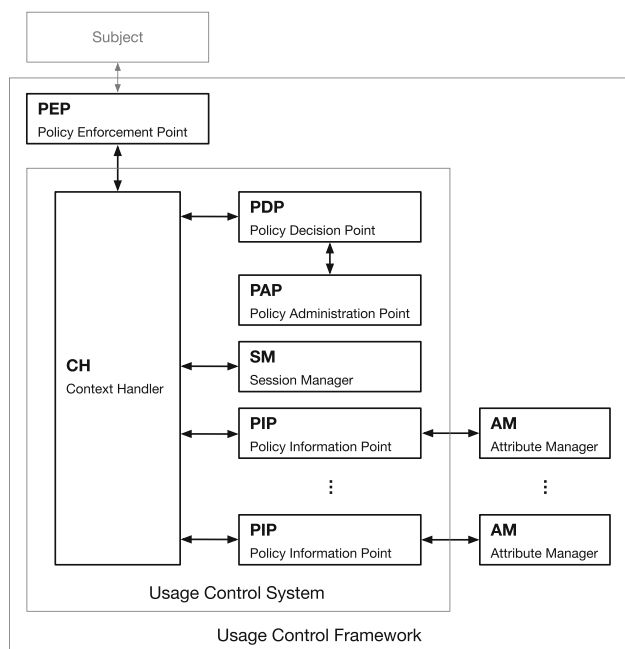 Subject
PEP
Policy Enforcement Point
PDP
Policy Decision Point
PAP
Policy Administration Point
CH
Context Handler
SM
Session Manager
PIP
Policy Information Point
AM
Attribute Manager
PIP
Policy Information Point
AM
Attribute Manager
Usage Control System
Usage Control Framework